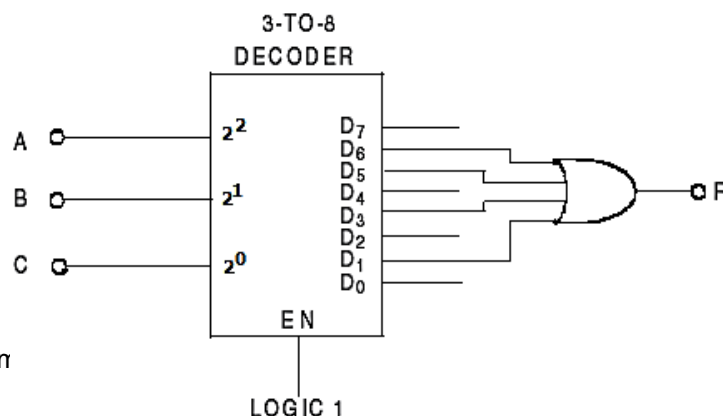 3-TO-8
DECODER
A
B
C
2²
2¹
2⁰
D₇
D₆
D₅
D₄
D₃
D₂
D₁
D₀
F
EN
LOGIC 1